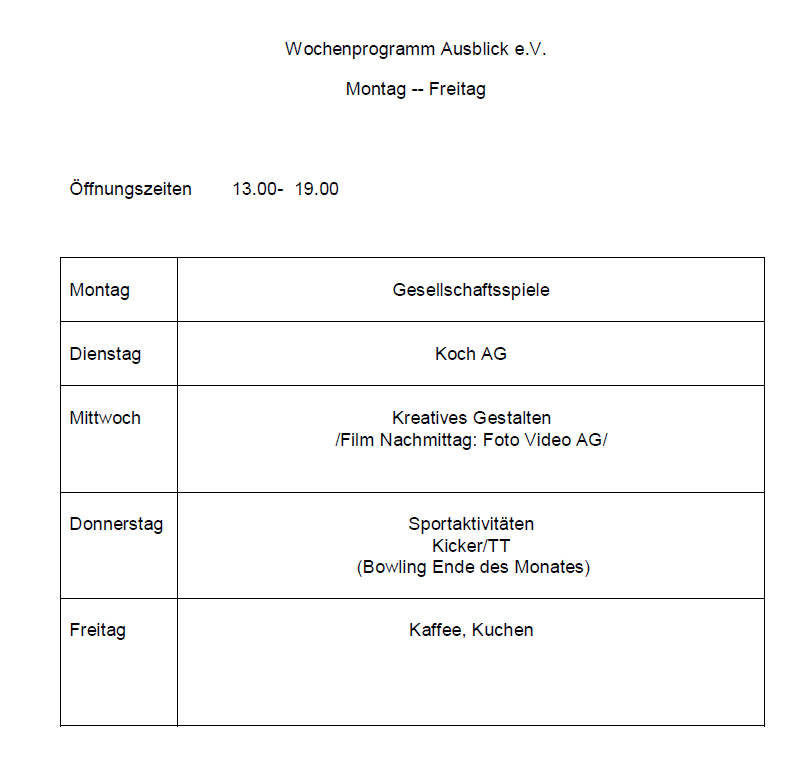 Wochenprogramm Ausblick e.V.
Montag -- Freitag
Öffnungszeiten 13.00- 19.00
Montag Gesellschaftsspiele
Dienstag Koch AG
Mittwoch Kreatives Gestalten
/Film Nachmittag: Foto Video AG/
Donnerstag Sportaktivitäten
Kicker/TT
(Bowling Ende des Monates)
Freitag Kaffee, Kuchen